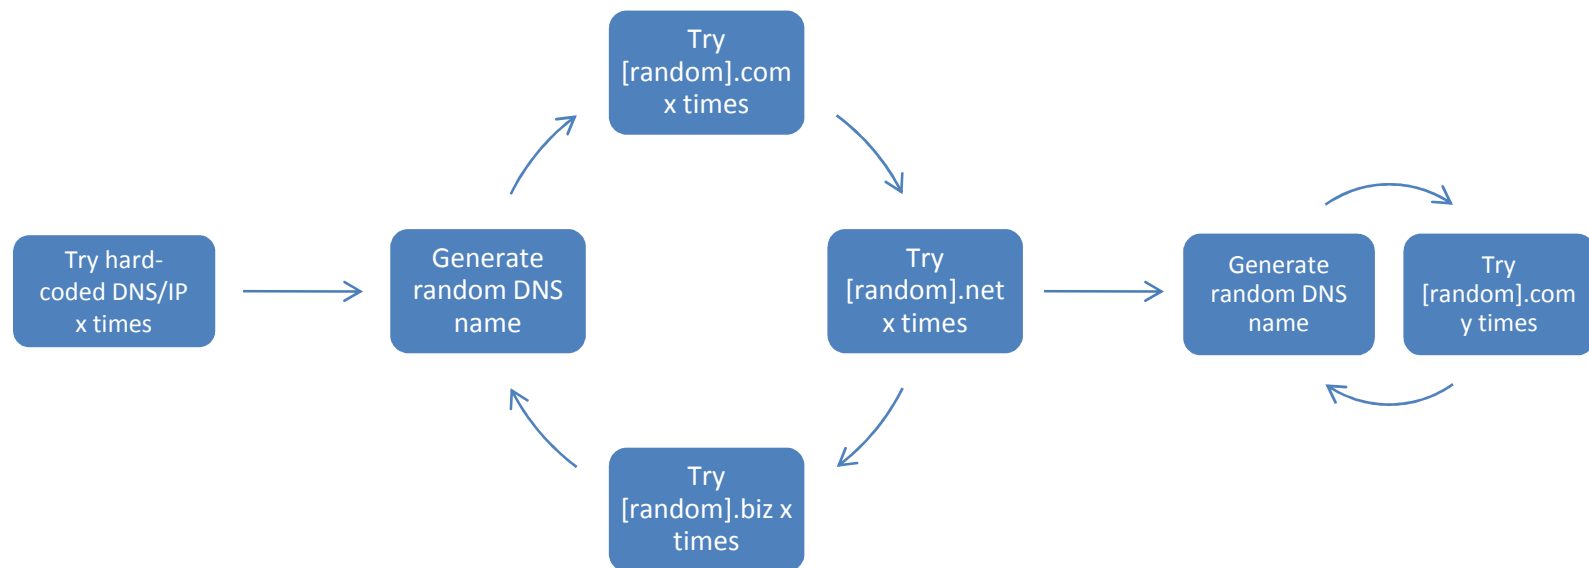 Try
[random].com
x times
Try hard-
coded DNS/IP
x times
Generate
random DNS
name
Try
[random].net
x times
Generate
random DNS
name
Try
[random].com
y times
Try
[random].biz x
times